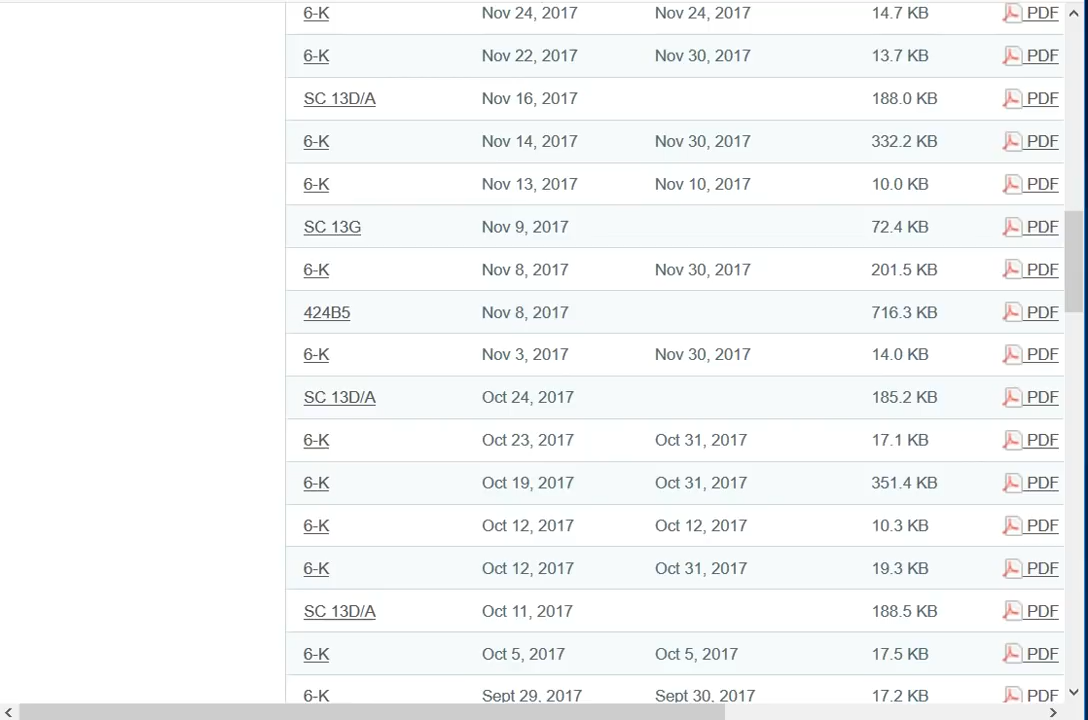 6-K Nov 24, 2017 Nov 24, 2017 14.7 KB PDF
6-K Nov 22, 2017 Nov 30, 2017 13.7 KB PDF
SC 13D/A Nov 16, 2017 188.0 KB PDF
6-K Nov 14, 2017 Nov 30, 2017 332.2 KB PDF
6-K Nov 13, 2017 Nov 10, 2017 10.0 KB PDF
SC 13G Nov 9, 2017 72.4 KB PDF
6-K Nov 8, 2017 Nov 30, 2017 201.5 KB PDF
424B5 Nov 8, 2017 716.3 KB PDF
6-K Nov 3, 2017 Nov 30, 2017 14.0 KB PDF
SC 13D/A Oct 24, 2017 185.2 KB PDF
6-K Oct 23, 2017 Oct 31, 2017 17.1 KB PDF
6-K Oct 19, 2017 Oct 31, 2017 351.4 KB PDF
6-K Oct 12, 2017 Oct 12, 2017 10.3 KB PDF
6-K Oct 12, 2017 Oct 31, 2017 19.3 KB PDF
SC 13D/A Oct 11, 2017 188.5 KB PDF
6-K Oct 5, 2017 Oct 5, 2017 17.5 KB PDF
6-K Sept 29, 2017 Sept 30, 2017 17.2 KB PDF